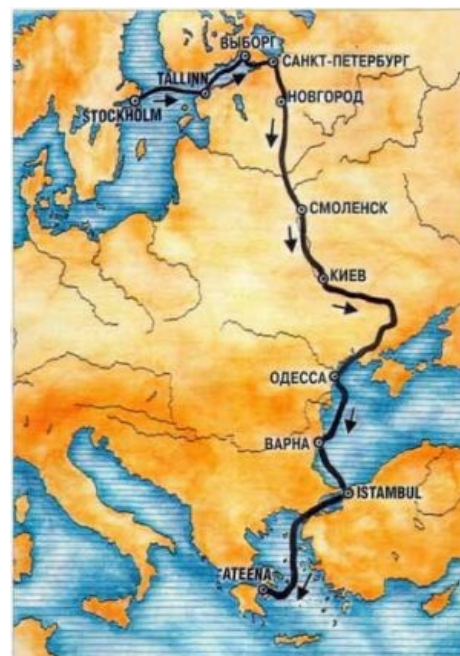 ВЫБОРГ
САНКТ-ПЕТЕРБУРГ
TALLINN
STOCKHOLM
НОВГОРОД
СМОЛЕНСК
КИЕВ
ОДЕССА
ВАРНА
ISTAMBUL
ATEENA